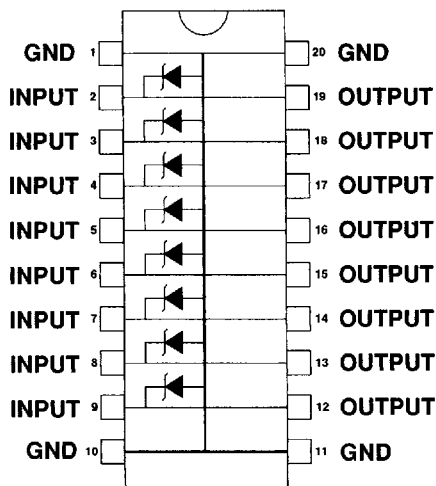 GND 1 20 GND
INPUT 2 19 OUTPUT
INPUT 3 18 OUTPUT
INPUT 4 17 OUTPUT
INPUT 5 16 OUTPUT
INPUT 6 15 OUTPUT
INPUT 7 14 OUTPUT
INPUT 8 13 OUTPUT
INPUT 9 12 OUTPUT
GND 10 11 GND